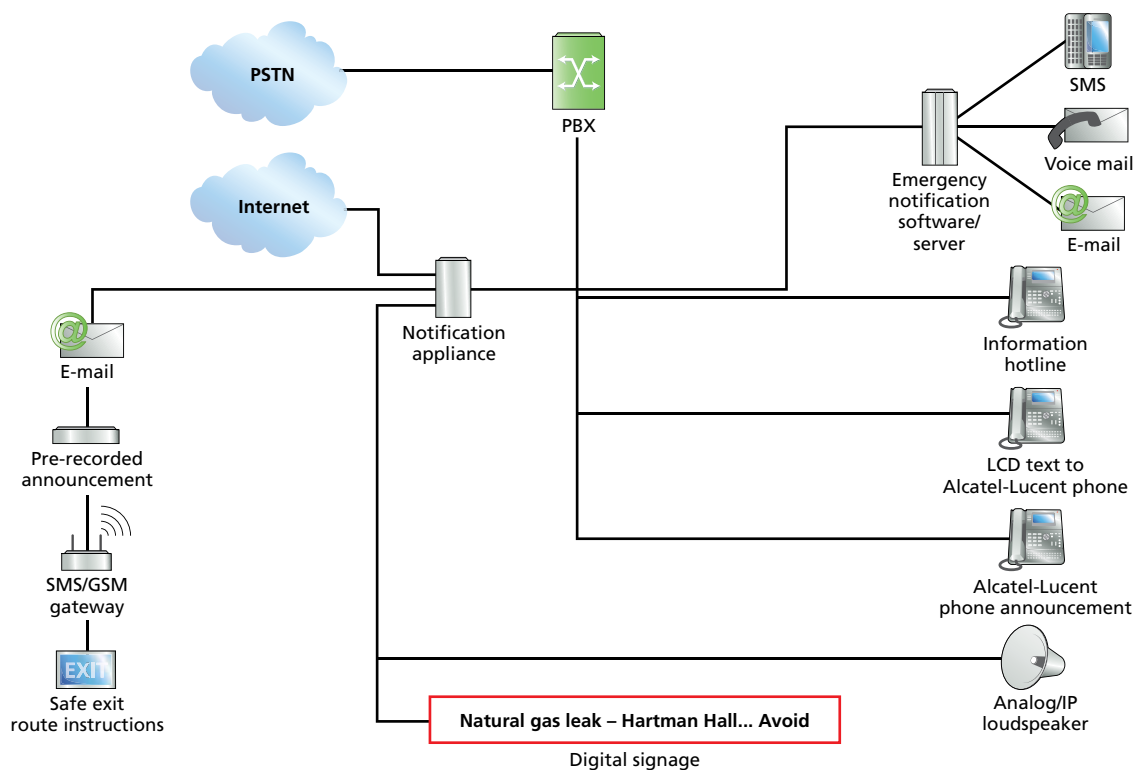 PSTN
PBX
SMS
Voice mail
Emergency
notification
software/
server
@
E-mail
Internet
Notification
appliance
@
E-mail
Information
hotline
Pre-recorded
announcement
LCD text to
Alcatel-Lucent phone
SMS/GSM
gateway
Alcatel-Lucent
phone announcement
EXIT
Safe exit
route instructions
Analog/IP
loudspeaker
Natural gas leak – Hartman Hall... Avoid
Digital signage